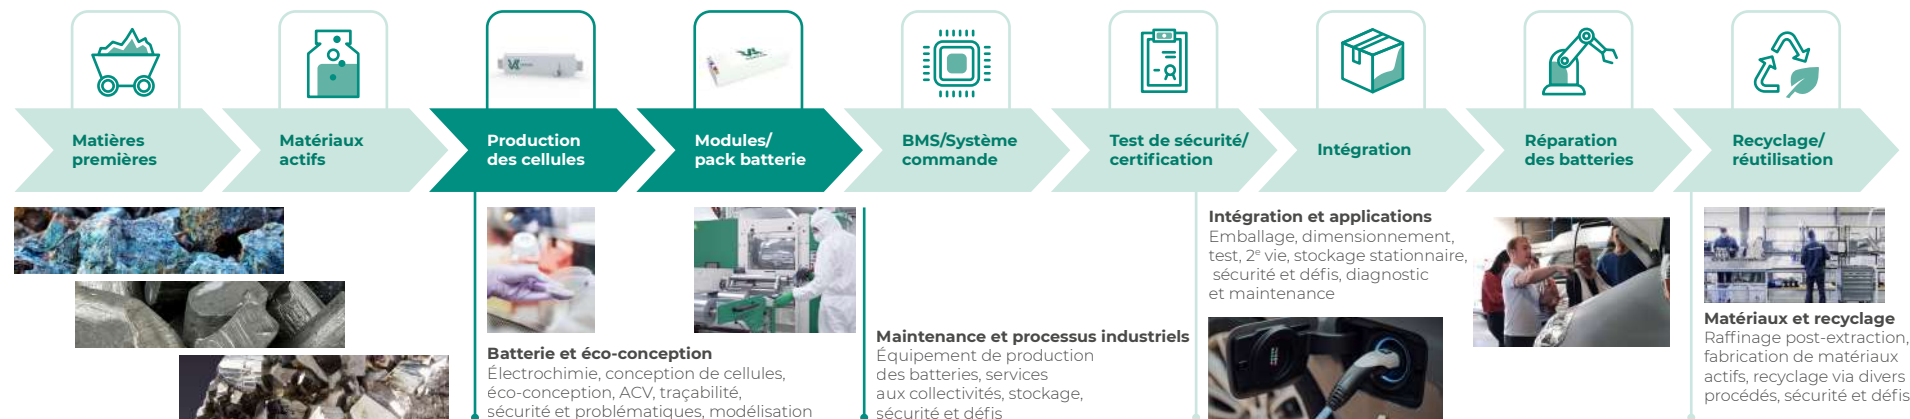 Matières
premières
Matériaux
actifs
Production
des cellules
Modules/
pack batterie
BMS/Système
commande
Test de sécurité/
certification
Intégration
Réparation
des batteries
Recyclage/
réutilisation
Batterie et éco-conception
Électrochimie, conception de cellules,
éco-conception, ACV, traçabilité,
sécurité et problématiques, modélisation
Maintenance et processus industriels
Équipement de production
des batteries, services
aux collectivités, stockage,
sécurité et défis
Intégration et applications
Emballage, dimensionnement,
test, 2e vie, stockage stationnaire,
sécurité et défis, diagnostic
et maintenance
Matériaux et recyclage
Raffinage post-extraction,
fabrication de matériaux
actifs, recyclage via divers
procédés, sécurité et défis